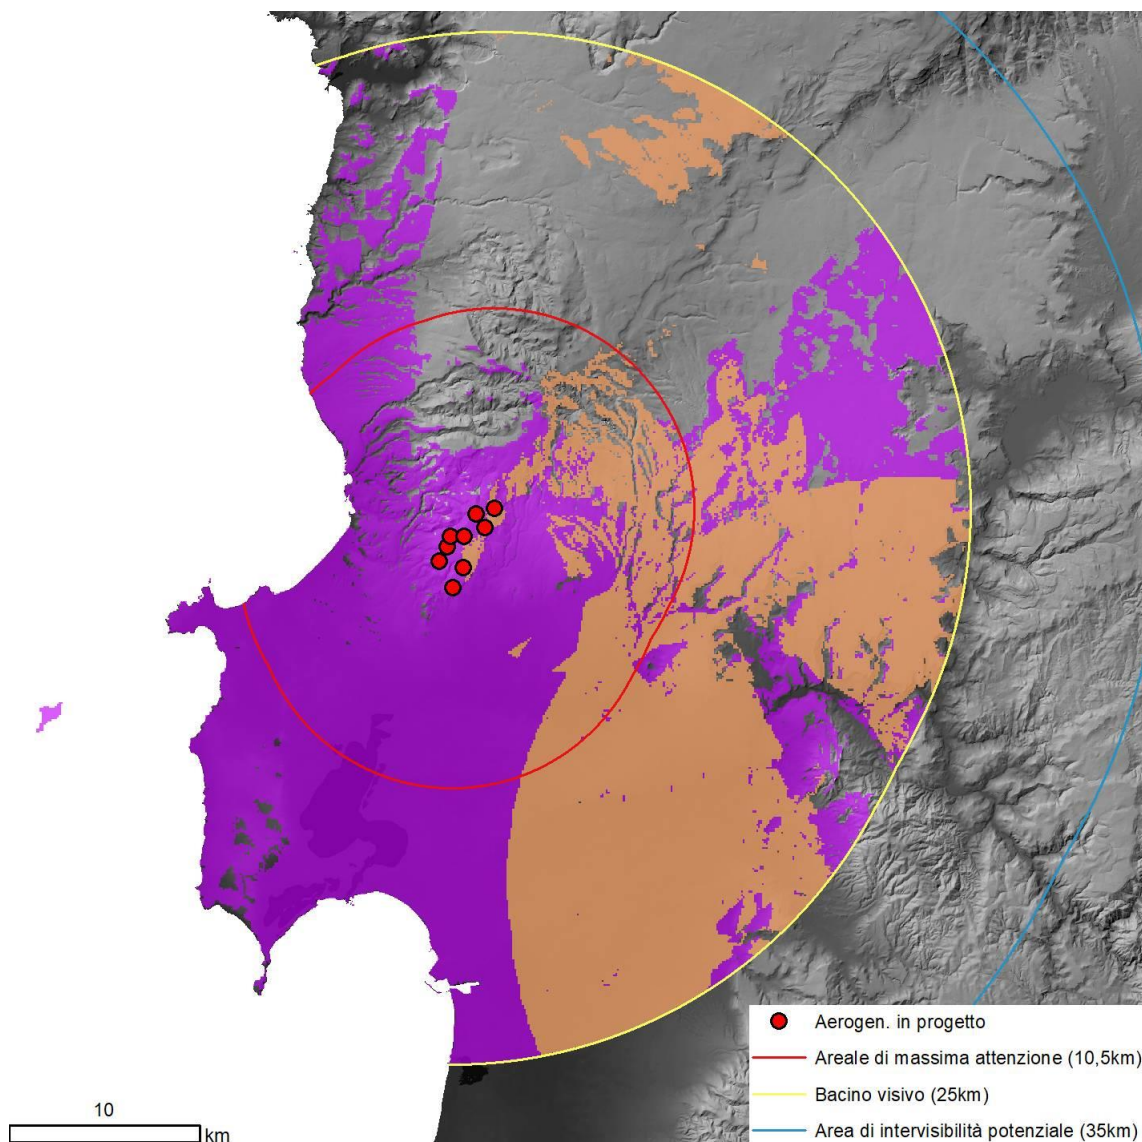 Aerogen. in progetto
Areale di massima attenzione (10,5km)
Bacino visivo (25km)
Area di intervisibilità potenziale (35km)
10
km